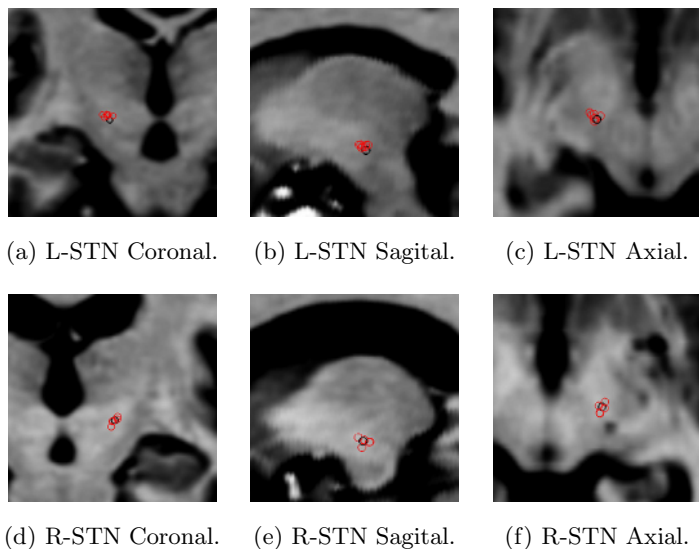 (a) L-STN Coronal. (b) L-STN Sagital. (c) L-STN Axial.
(d) R-STN Coronal. (e) R-STN Sagital. (f) R-STN Axial.